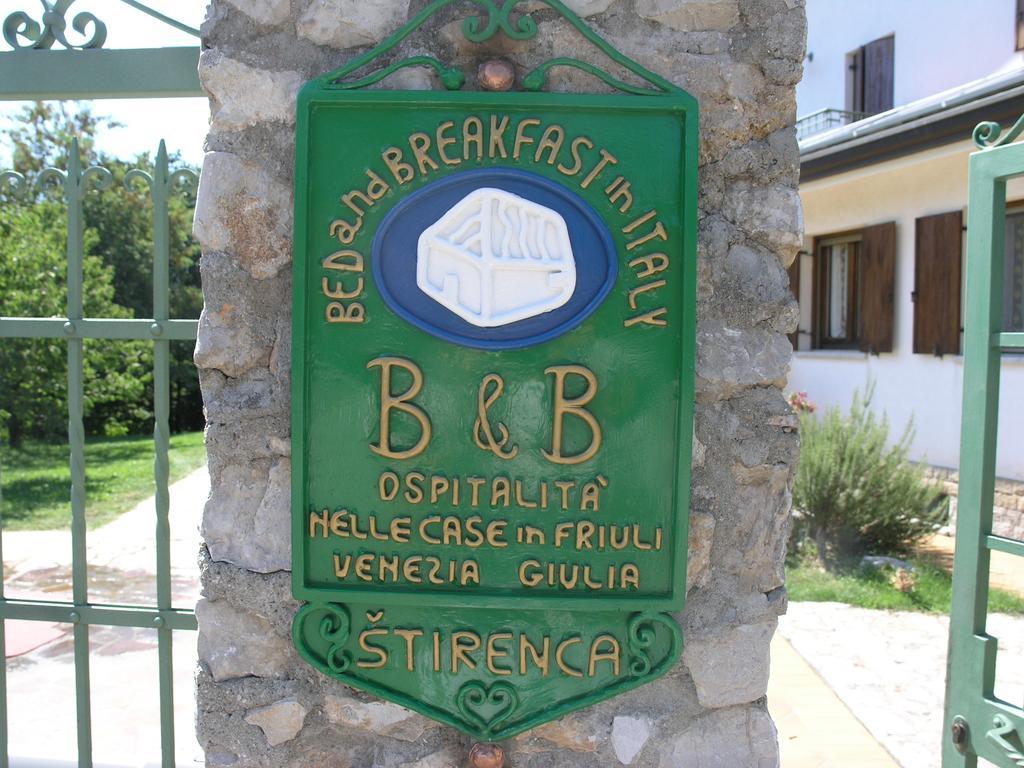 BED and BREAKFAST in ITALY
B & B
OSPITALITÀ
NELLE CASE in FRIULI
VENEZIA GIULIA
ŠTIRENCA